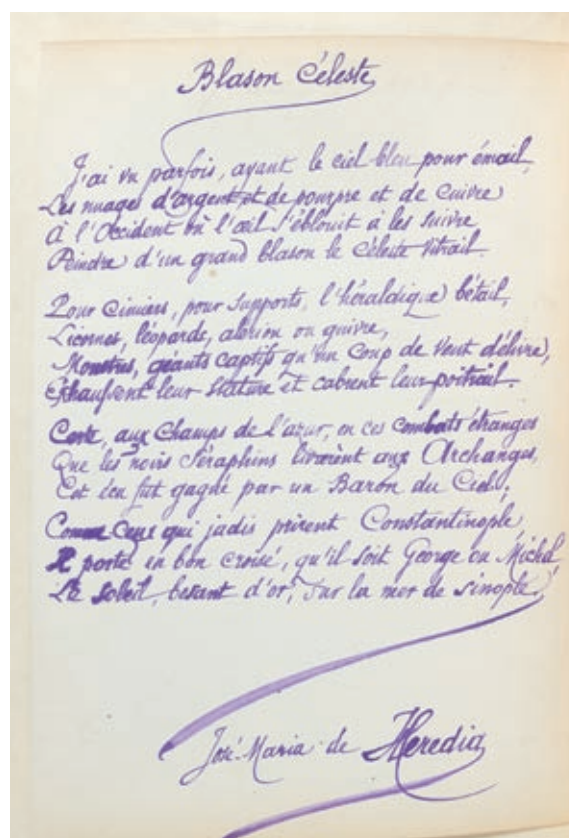 Blason Céleste
J'ai vu parfois, ayant le ciel bleu pour émail,
Les nuages d'argent et de pourpre et de cuivre
À l'Occident où l'œil s'éblouit à les suivre
Peindre d'un grand blason le céleste vitrail.
Pour cimiers, pour supports, l'héraldique bétail,
Licornes, léopards, alérion ou guivre,
Monstres, géants captifs qu'un coup de vent délivre,
Exhaussent leur stature et cabrent leur poitrail.
Certe, aux champs de l'azur, en ces combats étranges
Que les noirs Séraphins livrèrent aux Archanges,
Cet écu fut gagné par un Baron du Ciel;
Comme ceux qui jadis prirent Constantinople,
Il porte en bon croisé, qu'il soit George ou Michel,
Le soleil, besant d'or, sur la mer de sinople.
José-Maria de Heredia